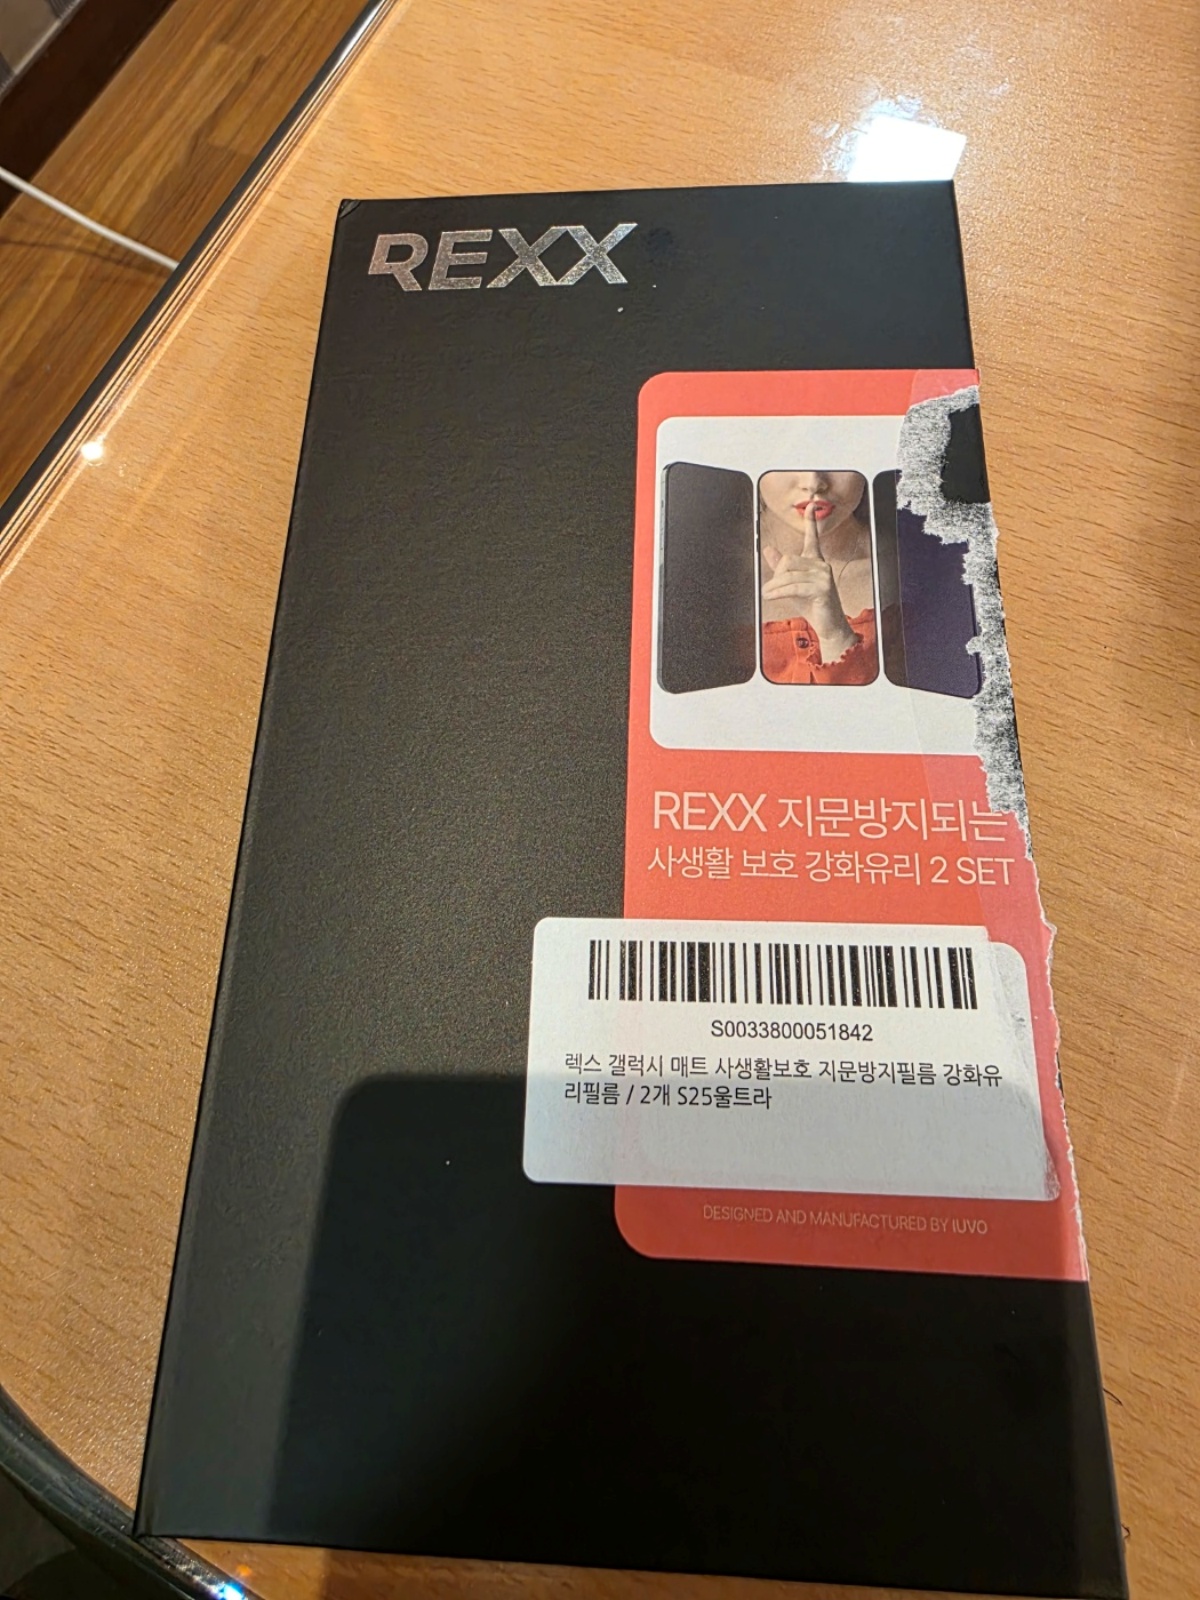 REXX
REXX 지문방지되는
사생활 보호 강화유리 2 SET
S0033800051842
렉스 갤럭시 매트 사생활보호 지문방지필름 강화유
리필름 / 2개 S25울트라
DESIGNED AND MANUFACTURED BY IUVO